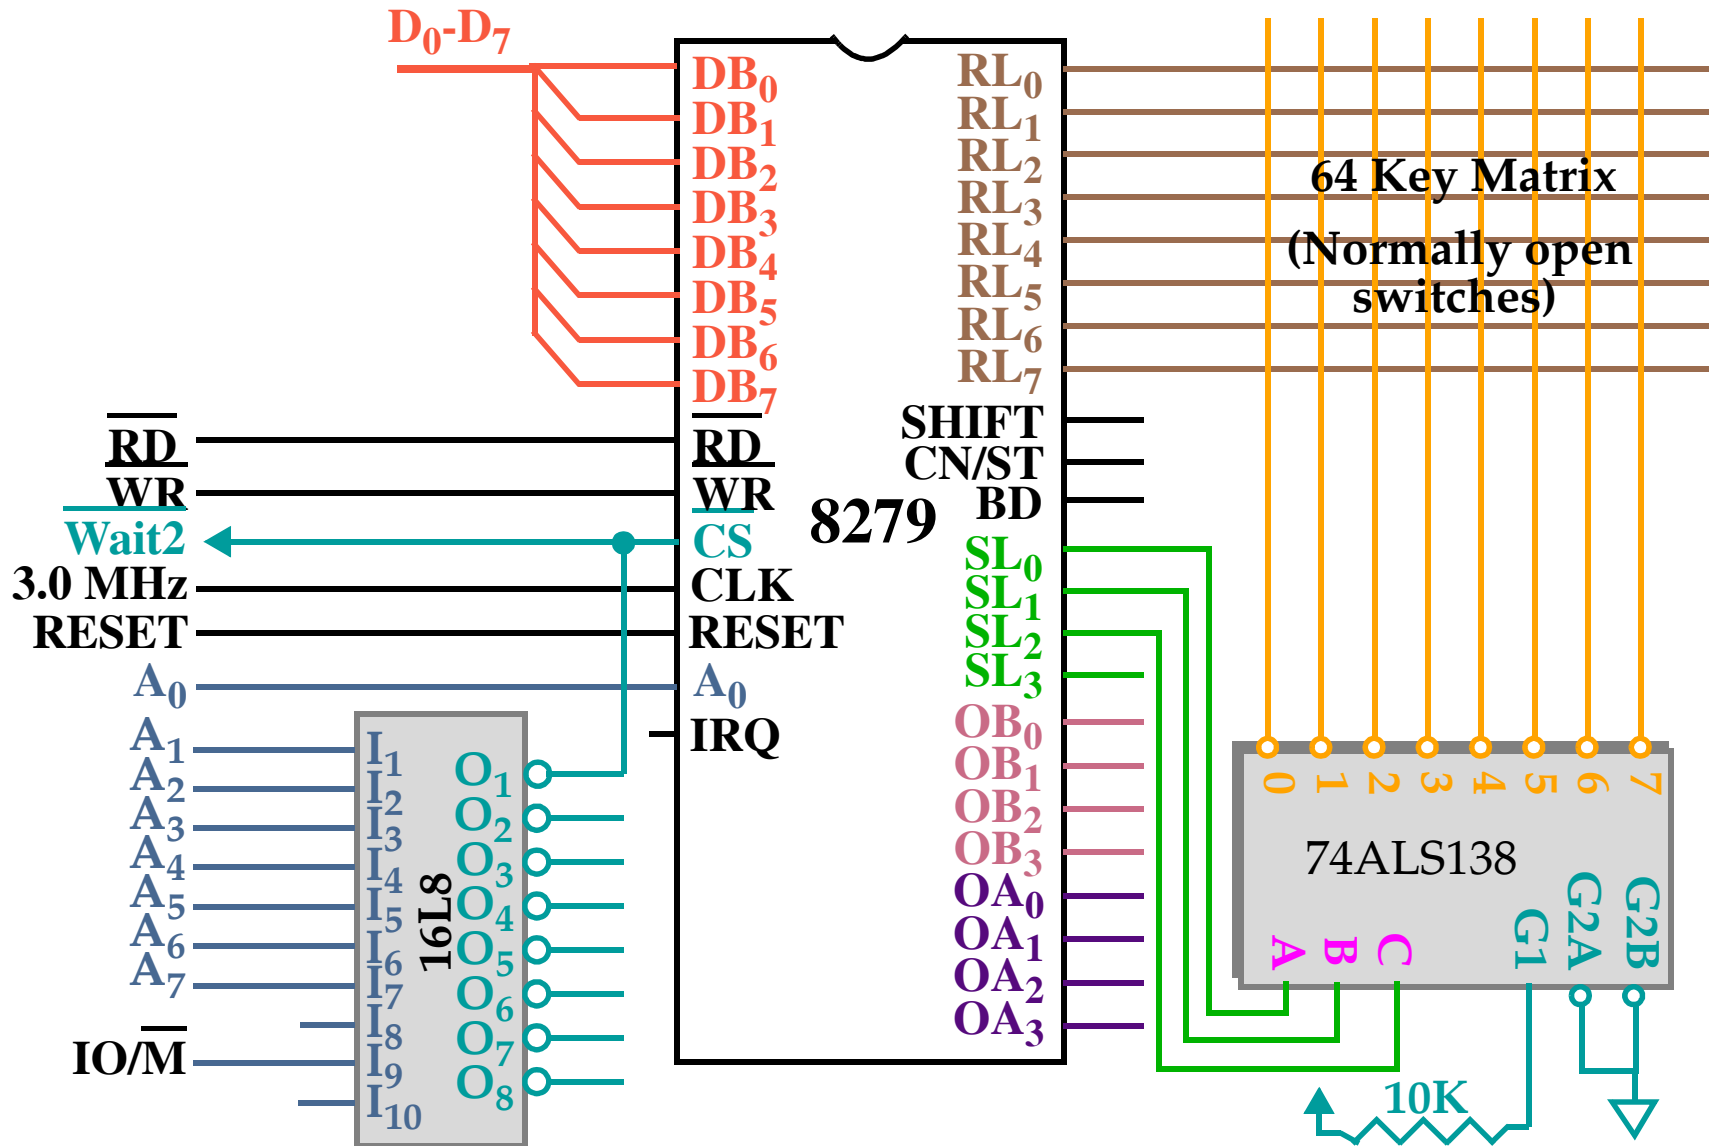 D0-D7
DB0
DB1
DB2
DB3
DB4
DB5
DB6
DB7
RD
WR
Wait2
3.0 MHz
RESET
A0
RD
WR
CS
CLK
RESET
A0
IRQ
8279
RL0
RL1
RL2
RL3
RL4
RL5
RL6
RL7
SHIFT
CN/ST
BD
SL0
SL1
SL2
SL3
OB0
OB1
OB2
OB3
OA0
OA1
OA2
OA3
64 Key Matrix
(Normally open
switches)
A1
A2
A3
A4
A5
A6
A7
IO/M
I1
I2
I3
I4
I5
I6
I7
I8
I9
I10
16L8
O1
O2
O3
O4
O5
O6
O7
O8
0 1 2 3 4 5 6 7
74ALS138
A B C G1 G2A G2B
10K